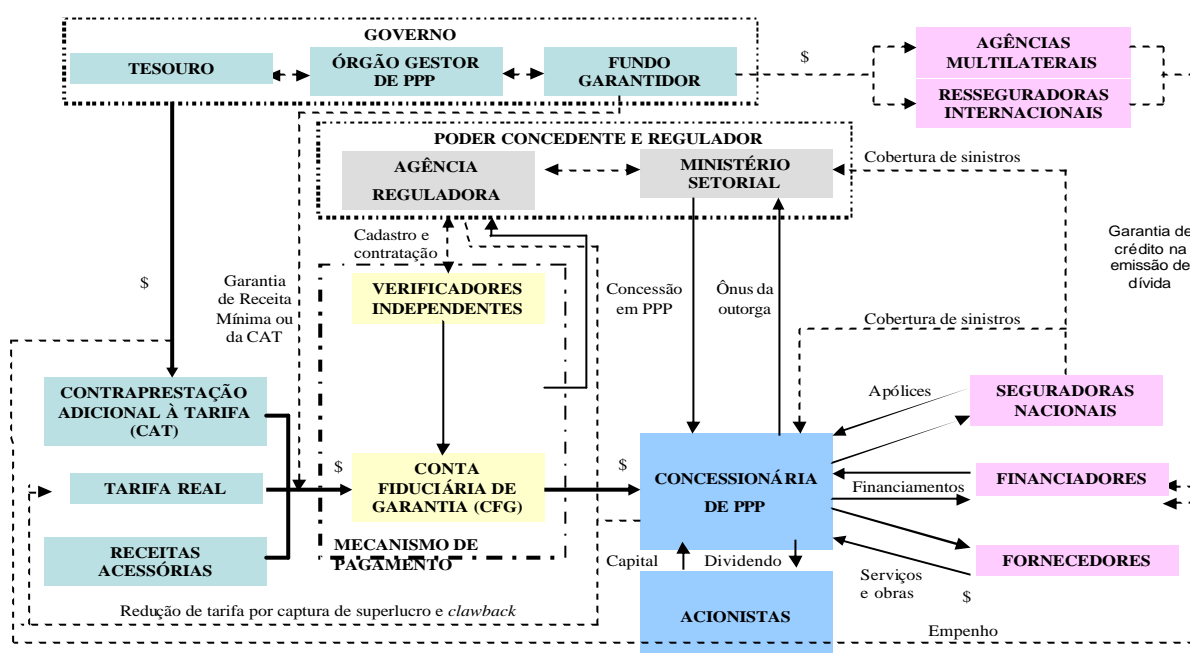 GOVERNO
TESOURO
ÓRGÃO GESTOR
DE PPP
FUNDO
GARANTIDOR
$
AGÊNCIAS
MULTILATERAIS
RESSEGURADORAS
INTERNACIONAIS
PODER CONCEDENTE E REGULADOR
AGÊNCIA
REGULADORA
MINISTÉRIO
SETORIAL
Cobertura de sinistros
Cadastro e
contratação
Garantia de
crédito na
emissão de
dívida
$
Garantia
de Receita
Mínima ou
da CAT
VERIFICADORES
INDEPENDENTES
Concessão
em PPP
Ônus da
outorga
Cobertura de sinistros
CONTRAPRESTAÇÃO
ADICIONAL À TARIFA
(CAT)
Apólices
SEGURADORAS
NACIONAIS
TARIFA REAL
$
CONTA
FIDUCIÁRIA DE
GARANTIA (CFG)
$
CONCESSIONÁRIA
DE PPP
Financiamentos
FINANCIADORES
RECEITAS
ACESSÓRIAS
MECANISMO DE
PAGAMENTO
Capital
Dividendo
Serviços
e obras
$
FORNECEDORES
Redução de tarifa por captura de superlucro e clawback
ACIONISTAS
Empenho